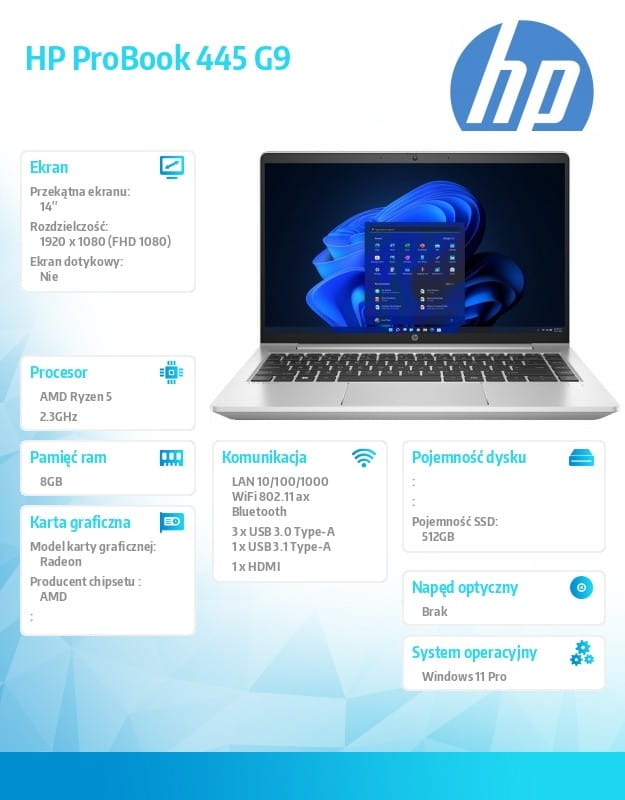 HP ProBook 445 G9
hp
Ekran
Przekątna ekranu:
14"
Rozdzielczość:
1920 x 1080 (FHD 1080)
Ekran dotykowy:
Nie
Procesor
AMD Ryzen 5
2.3GHz
Pamięć ram
8GB
Karta graficzna
Model karty graficznej:
Radeon
Producent chipsetu :
AMD
:
Komunikacja
LAN 10/100/1000
WiFi 802.11 ax
Bluetooth
3 x USB 3.0 Type-A
1 x USB 3.1 Type-A
1 x HDMI
Pojemność dysku
:
:
Pojemność SSD:
512GB
Napęd optyczny
Brak
System operacyjny
Windows 11 Pro